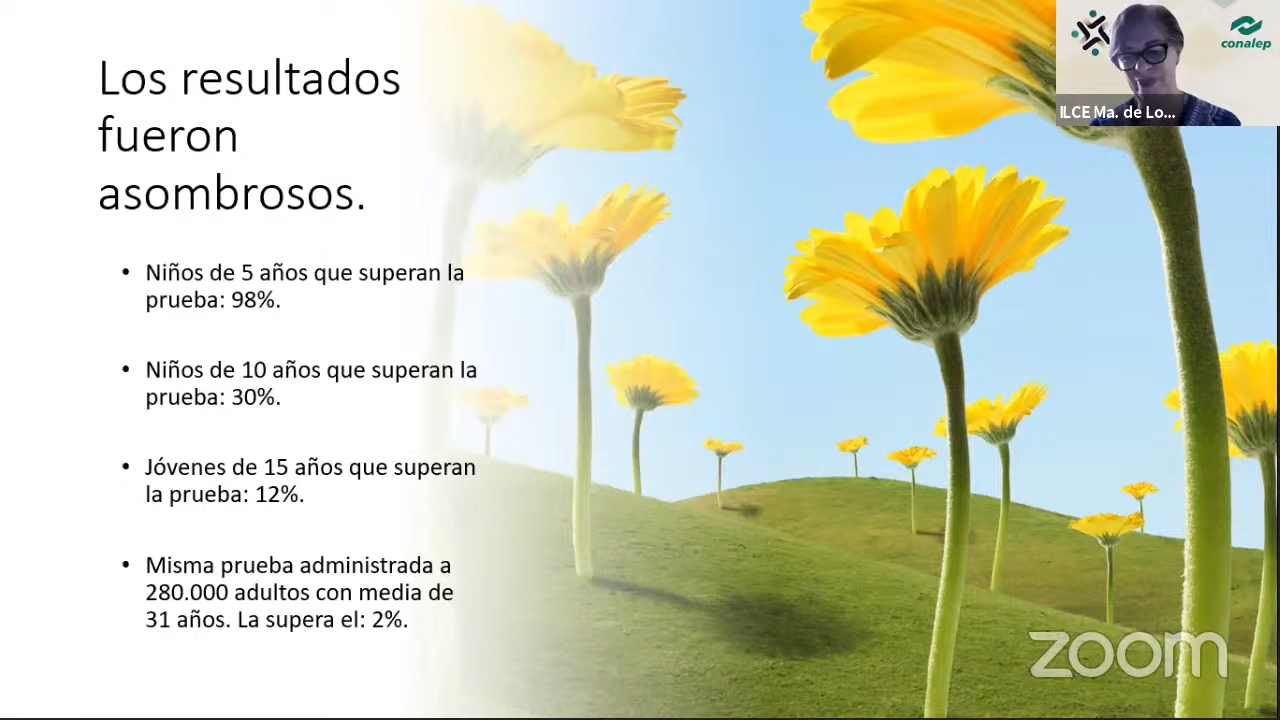 Los resultados
fueron
asombrosos.
• Niños de 5 años que superan la
prueba: 98%.
• Niños de 10 años que superan la
prueba: 30%.
• Jóvenes de 15 años que superan
la prueba: 12%.
• Misma prueba administrada a
280.000 adultos con media de
31 años. La supera el: 2%.
conalep
ILCE Ma. de Lo...
zoom